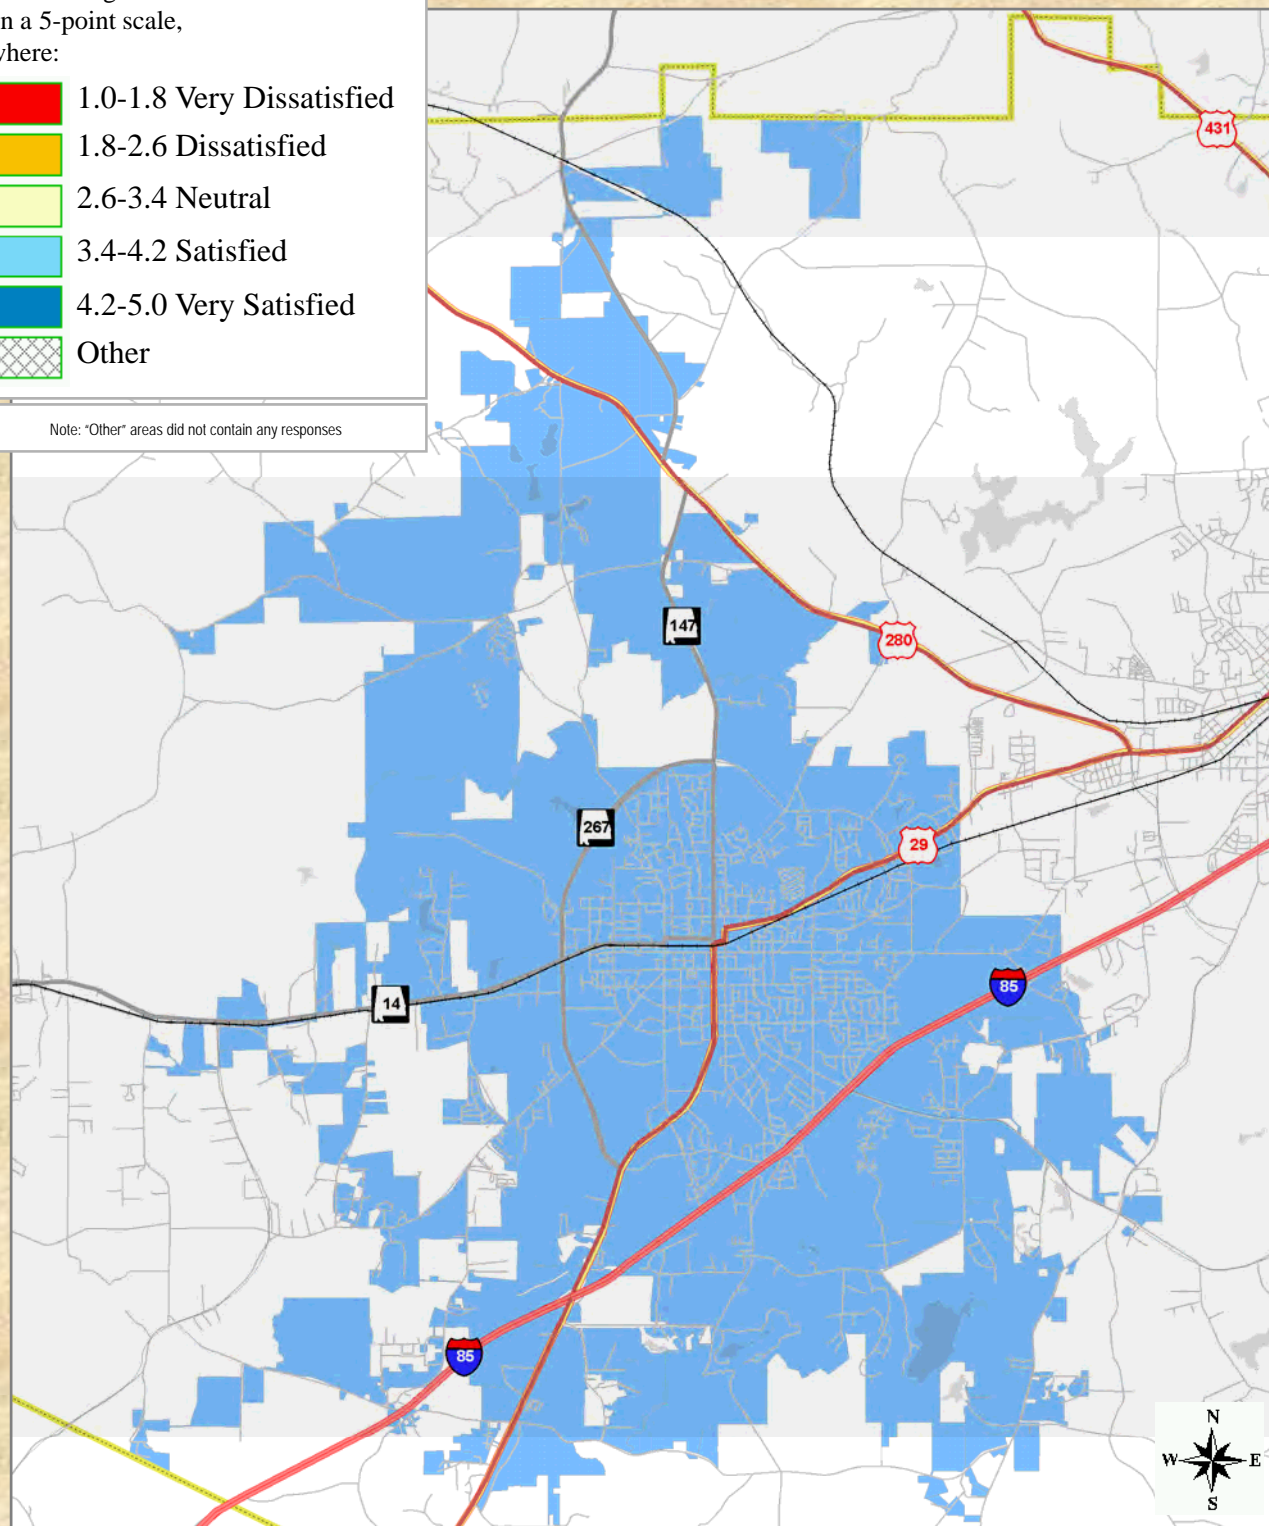 n a 5-point scale,
where:
1.0-1.8 Very Dissatisfied
1.8-2.6 Dissatisfied
2.6-3.4 Neutral
3.4-4.2 Satisfied
4.2-5.0 Very Satisfied
Other
Note: "Other" areas did not contain any responses
431
147
280
267
29
14
85
85
N
W E
S